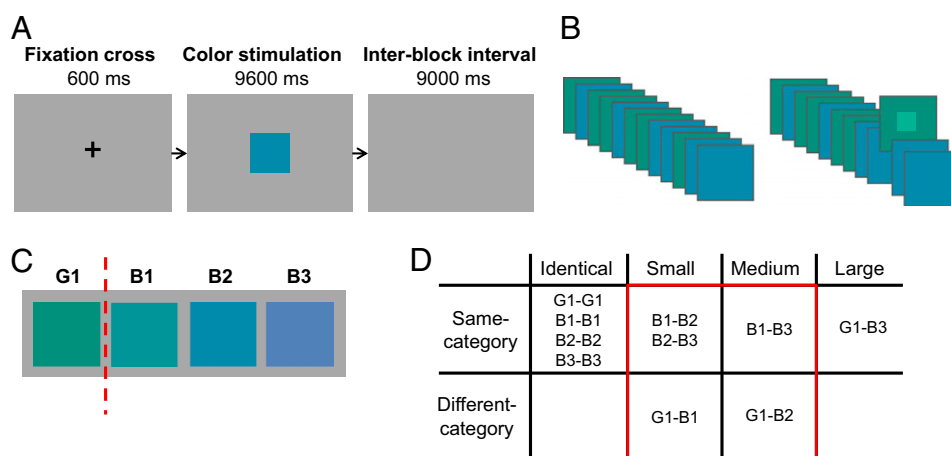 A
Fixation cross
600 ms
Color stimulation
9600 ms
Inter-block interval
9000 ms
+
B
C
G1 B1 B2 B3
D
Identical Small Medium Large
Same-
category
G1-G1
B1-B1
B2-B2
B3-B3
B1-B2
B2-B3
B1-B3
G1-B3
Different-
category
G1-B1
G1-B2